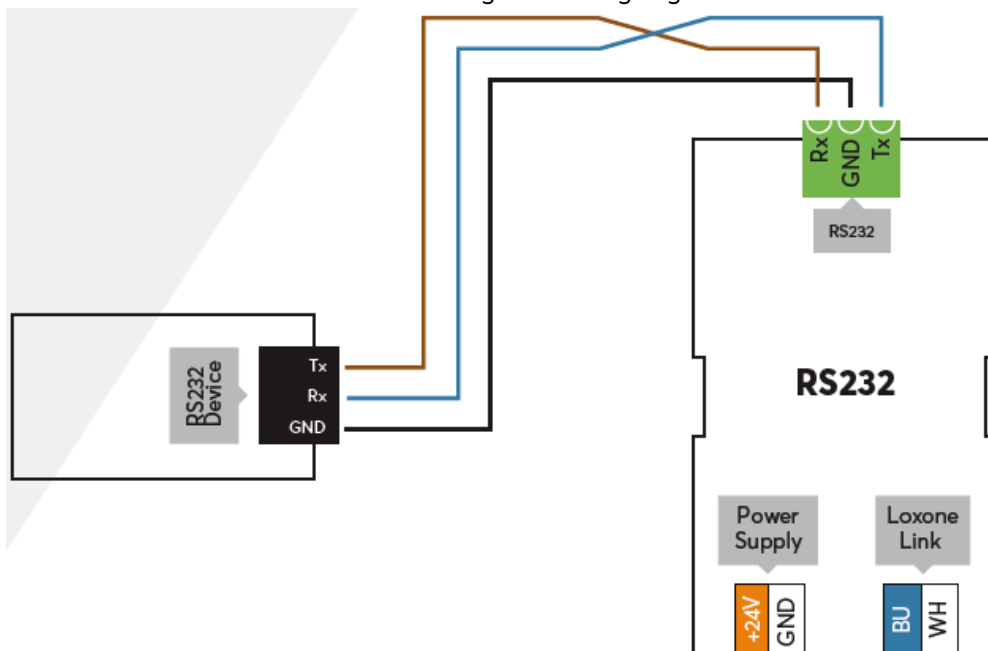 Rx
GND
Tx
RS232
RS232
Device
Tx
Rx
GND
RS232
Power
Supply
Loxone
Link
+24V
GND
BU
WH